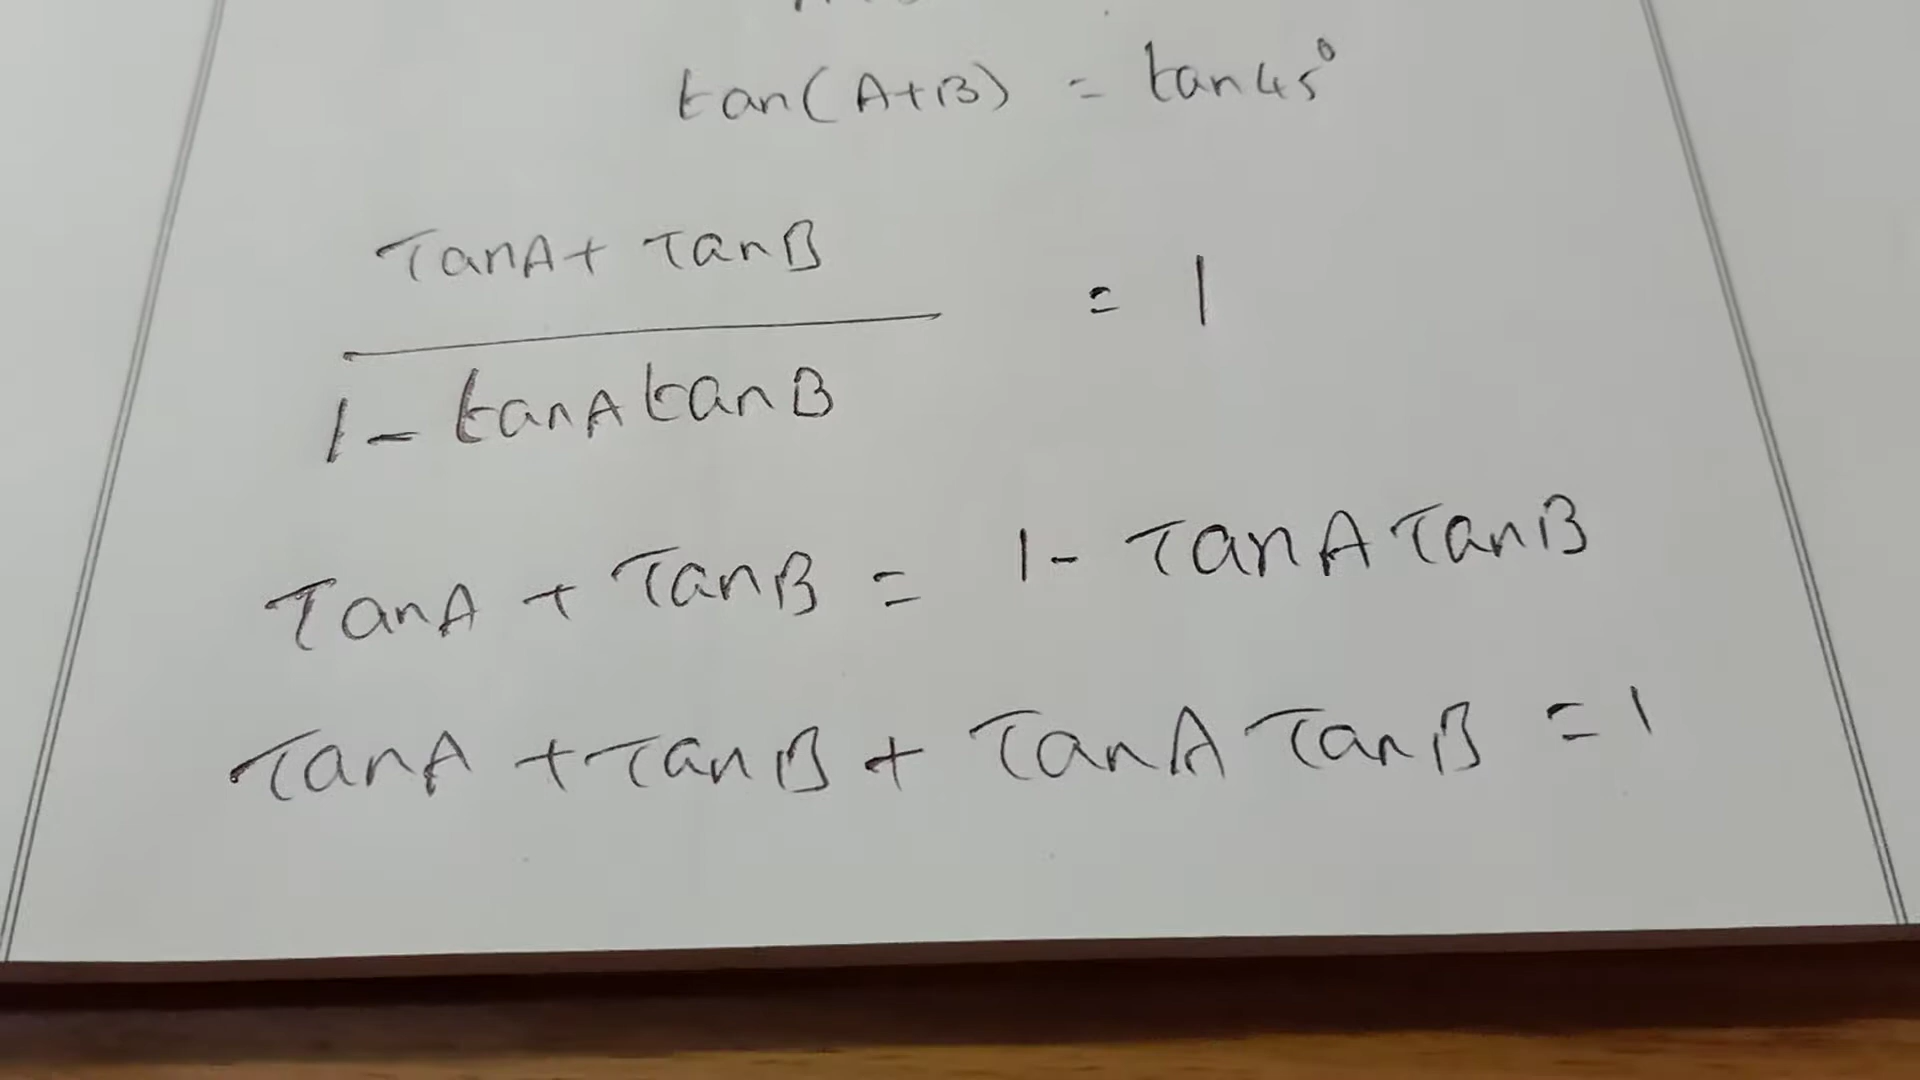 tan(A+B) = tan45°
TanA + TanB
= 1
1 - tanA tanB
TanA + TanB = 1 - TanA TanB
TanA + TanB + TanA TanB = 1